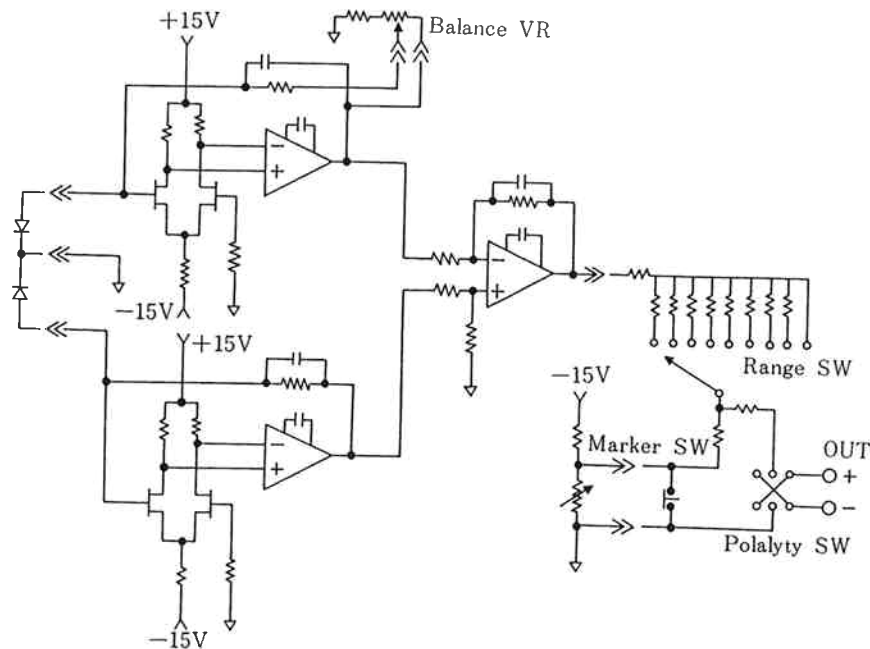 +15V
Balance VR
−
+
−15V
+15V
−
+
−15V
−
+
Range SW
−15V
Marker SW
OUT
+
−
Polalyty SW